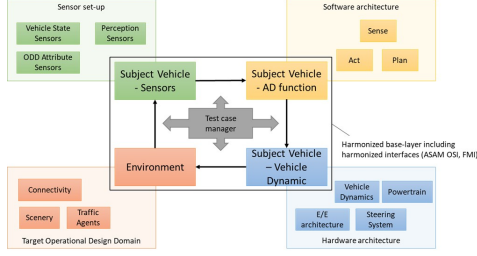 Sensor set-up
Vehicle State
Sensors
Perception
Sensors
ODD Attribute
Sensors
Software architecture
Sense
Act
Plan
Subject Vehicle
- Sensors
Subject Vehicle
- AD function
Test case
manager
Environment
Subject Vehicle
– Vehicle
Dynamic
Harmonized base-layer including
harmonized interfaces (ASAM OSI, FMI)
Connectivity
Scenery
Traffic
Agents
Target Operational Design Domain
Vehicle
Dynamics
Powertrain
E/E
architecture
Steering
System
Hardware architecture